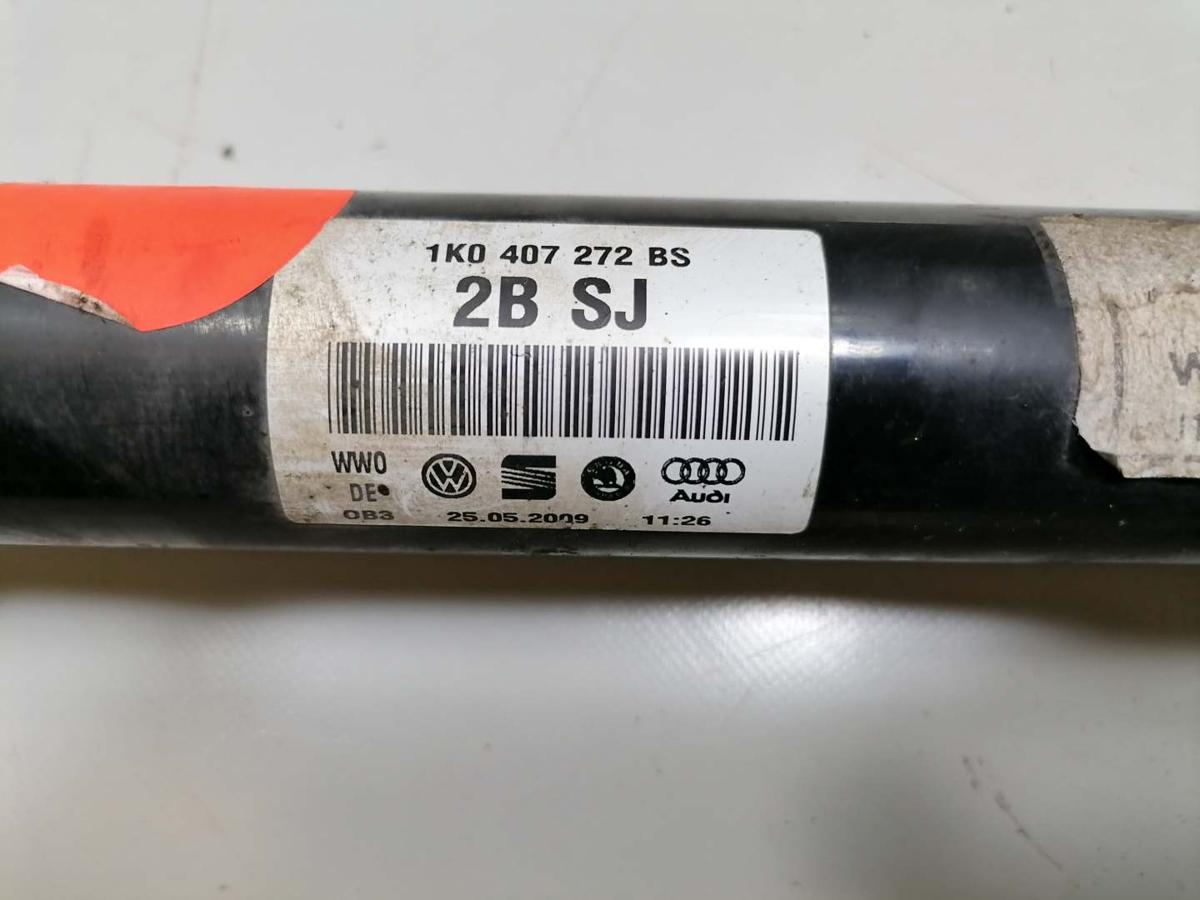 1K0 407 272 BS
2B SJ
WW0
DE
0B3 25.05.2009 11:26
Audi
W